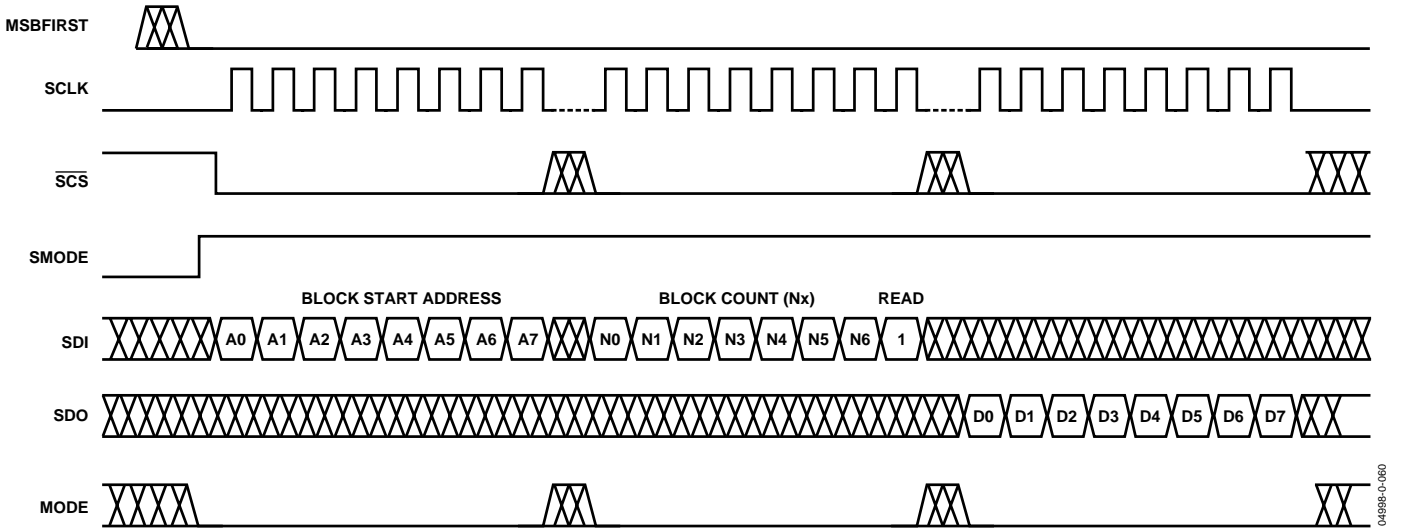 MSBFIRST
SCLK
SCS
SMODE
BLOCK START ADDRESS BLOCK COUNT (Nx) READ
SDI A0 A1 A2 A3 A4 A5 A6 A7 N0 N1 N2 N3 N4 N5 N6 1
SDO D0 D1 D2 D3 D4 D5 D6 D7
MODE
04998-0-060